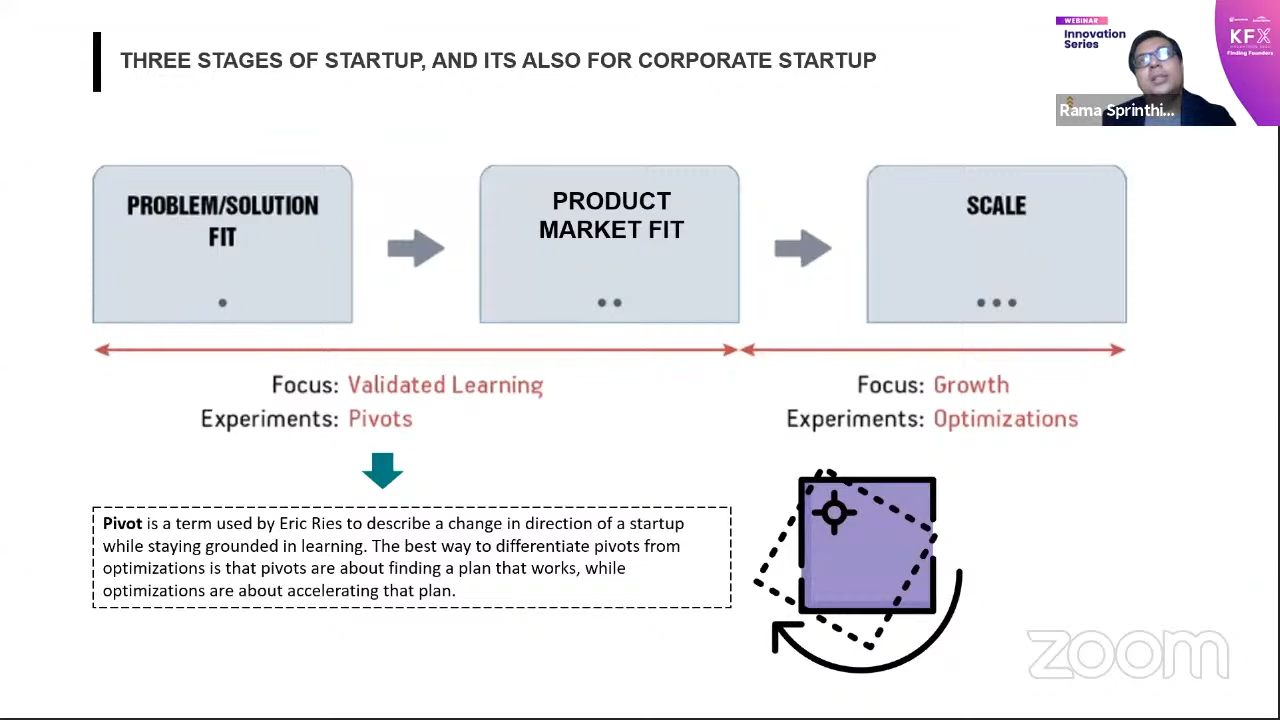 THREE STAGES OF STARTUP, AND ITS ALSO FOR CORPORATE STARTUP
WEBINAR
Innovation
Series
KFX
Finding Founders
Rama Sprinthi...
PROBLEM/SOLUTION
FIT
PRODUCT
MARKET FIT
SCALE
Focus: Validated Learning
Experiments: Pivots
Focus: Growth
Experiments: Optimizations
Pivot is a term used by Eric Ries to describe a change in direction of a startup
while staying grounded in learning. The best way to differentiate pivots from
optimizations is that pivots are about finding a plan that works, while
optimizations are about accelerating that plan.
zoom